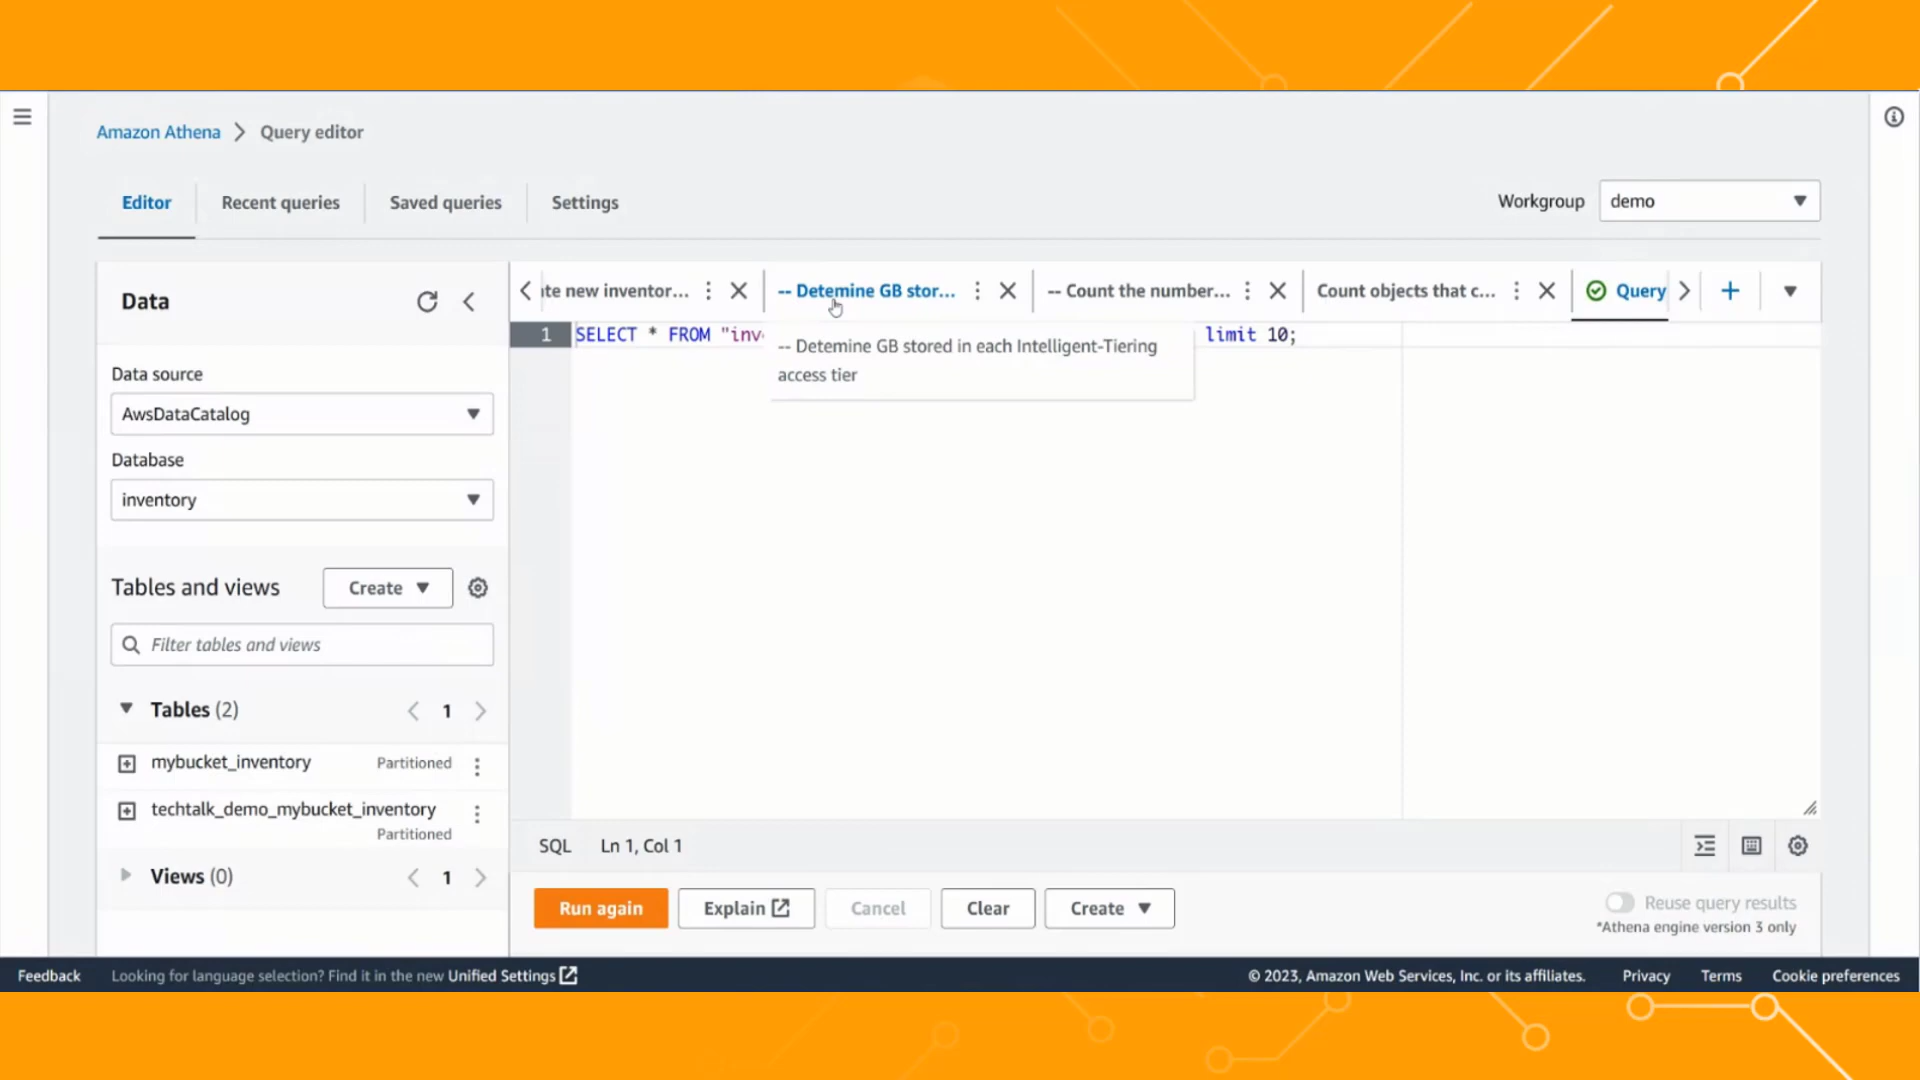 Amazon Athena > Query editor
Editor
Recent queries
Saved queries
Settings
Workgroup
demo
Data
Data source
AwsDataCatalog
Database
inventory
Tables and views
Create
Filter tables and views
Tables (2)
1
mybucket_inventory
Partitioned
techtalk_demo_mybucket_inventory
Partitioned
Views (0)
1
te new inventor...
-- Detemine GB stor...
-- Count the number...
Count objects that c...
Query
1 SELECT * FROM "inv limit 10;
-- Detemine GB stored in each Intelligent-Tiering
access tier
SQL Ln 1, Col 1
Run again
Explain
Cancel
Clear
Create
Reuse query results
*Athena engine version 3 only
Feedback
Looking for language selection? Find it in the new Unified Settings
© 2023, Amazon Web Services, Inc. or its affiliates.
Privacy
Terms
Cookie preferences